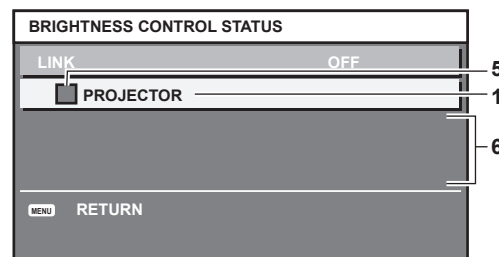 BRIGHTNESS CONTROL STATUS
LINK OFF
5
PROJECTOR
1
6
MENU RETURN